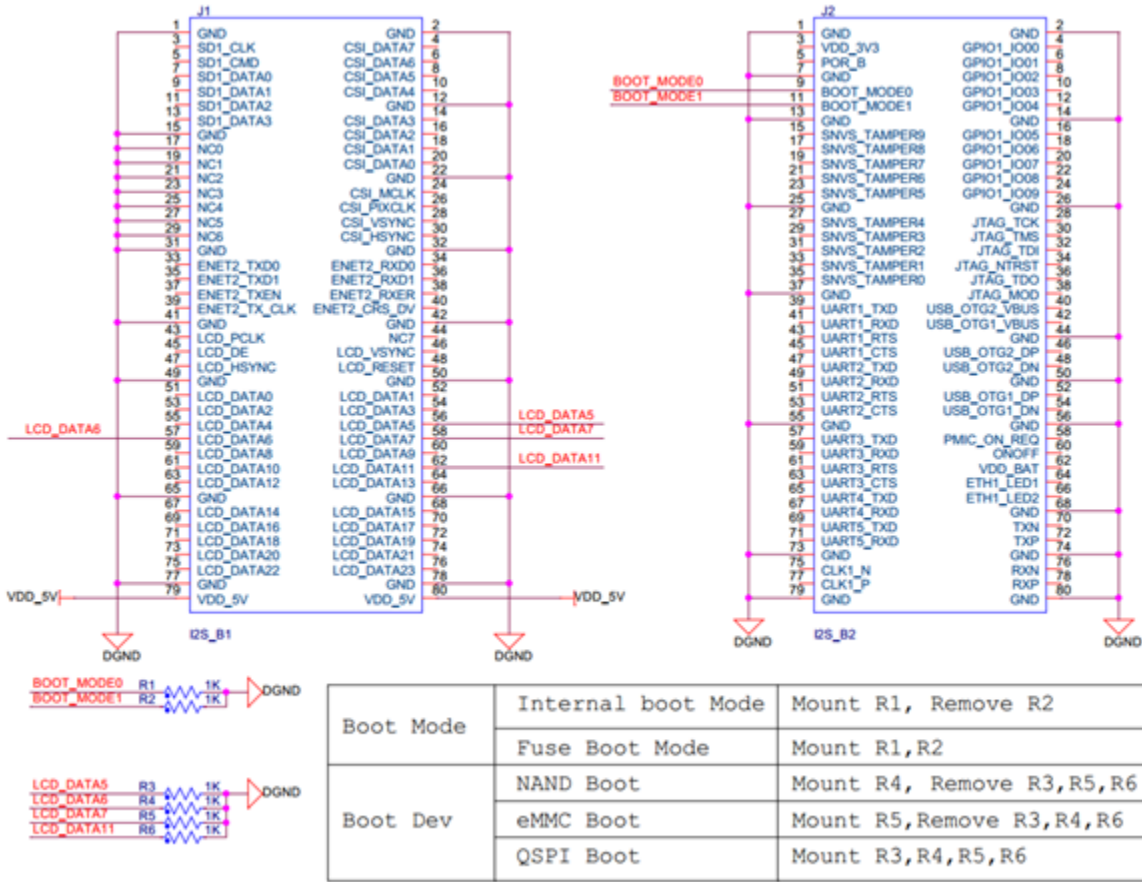 J1
1 GND GND 2
3 SD1_CLK CSI_DATA7 4
5 SD1_CMD CSI_DATA6 6
7 SD1_DATA0 CSI_DATA5 8
9 SD1_DATA1 CSI_DATA4 10
11 SD1_DATA2 GND 12
13 SD1_DATA3 CSI_DATA3 14
15 GND CSI_DATA2 16
17 NC0 CSI_DATA1 18
19 NC1 CSI_DATA0 20
21 NC2 GND 22
23 NC3 CSI_MCLK 24
25 NC4 CSI_PIXCLK 26
27 NC5 CSI_VSYNC 28
29 NC6 CSI_HSYNC 30
31 GND GND 32
33 ENET2_TXD0 ENET2_RXD0 34
35 ENET2_TXD1 ENET2_RXD1 36
37 ENET2_TXEN ENET2_RXER 38
39 ENET2_TX_CLK ENET2_CRS_DV 40
41 GND GND 42
43 LCD_PCLK NC7 44
45 LCD_DE LCD_VSYNC 46
47 LCD_HSYNC LCD_RESET 48
49 GND GND 50
51 LCD_DATA0 LCD_DATA1 52
53 LCD_DATA2 LCD_DATA3 54
55 LCD_DATA4 LCD_DATA5 56 LCD_DATA5
LCD_DATA6 57 LCD_DATA6 LCD_DATA7 58 LCD_DATA7
59 LCD_DATA8 LCD_DATA9 60
61 LCD_DATA10 LCD_DATA11 62 LCD_DATA11
63 LCD_DATA12 LCD_DATA13 64
65 GND GND 66
67 LCD_DATA14 LCD_DATA15 68
69 LCD_DATA16 LCD_DATA17 70
71 LCD_DATA18 LCD_DATA19 72
73 LCD_DATA20 LCD_DATA21 74
75 LCD_DATA22 LCD_DATA23 76
77 GND GND 78
VDD_5V 79 VDD_5V VDD_5V 80 VDD_5V
I2S_B1
DGND DGND
J2
1 GND GND 2
3 VDD_3V3 GPIO1_IO00 4
5 POR_B GPIO1_IO01 6
7 GND GPIO1_IO02 8
BOOT_MODE0 9 BOOT_MODE0 GPIO1_IO03 10
BOOT_MODE1 11 BOOT_MODE1 GPIO1_IO04 12
13 GND GND 14
15 SNVS_TAMPER9 GPIO1_IO05 16
17 SNVS_TAMPER8 GPIO1_IO06 18
19 SNVS_TAMPER7 GPIO1_IO07 20
21 SNVS_TAMPER6 GPIO1_IO08 22
23 SNVS_TAMPER5 GPIO1_IO09 24
25 GND GND 26
27 SNVS_TAMPER4 JTAG_TCK 28
29 SNVS_TAMPER3 JTAG_TMS 30
31 SNVS_TAMPER2 JTAG_TDI 32
33 SNVS_TAMPER1 JTAG_NTRST 34
35 SNVS_TAMPER0 JTAG_TDO 36
37 GND JTAG_MOD 38
39 UART1_TXD USB_OTG2_VBUS 40
41 UART1_RXD USB_OTG1_VBUS 42
43 UART1_RTS GND 44
45 UART1_CTS USB_OTG2_DP 46
47 UART2_TXD USB_OTG2_DN 48
49 UART2_RXD GND 50
51 UART2_RTS USB_OTG1_DP 52
53 UART2_CTS USB_OTG1_DN 54
55 GND GND 56
57 UART3_TXD PMIC_ON_REQ 58
59 UART3_RXD ONOFF 60
61 UART3_RTS VDD_BAT 62
63 UART3_CTS ETH1_LED1 64
65 UART4_TXD ETH1_LED2 66
67 UART4_RXD GND 68
69 UART5_TXD TXN 70
71 UART5_RXD TXP 72
73 GND GND 74
75 CLK1_N RXN 76
77 CLK1_P RXP 78
79 GND GND 80
I2S_B2
DGND DGND
BOOT_MODE0 R1 1K DGND
BOOT_MODE1 R2 1K
LCD_DATA5 R3 1K DGND
LCD_DATA6 R4 1K
LCD_DATA7 R5 1K
LCD_DATA11 R6 1K
Boot Mode
Internal boot Mode Mount R1, Remove R2
Fuse Boot Mode Mount R1,R2
Boot Dev
NAND Boot Mount R4, Remove R3,R5,R6
eMMC Boot Mount R5,Remove R3,R4,R6
QSPI Boot Mount R3,R4,R5,R6